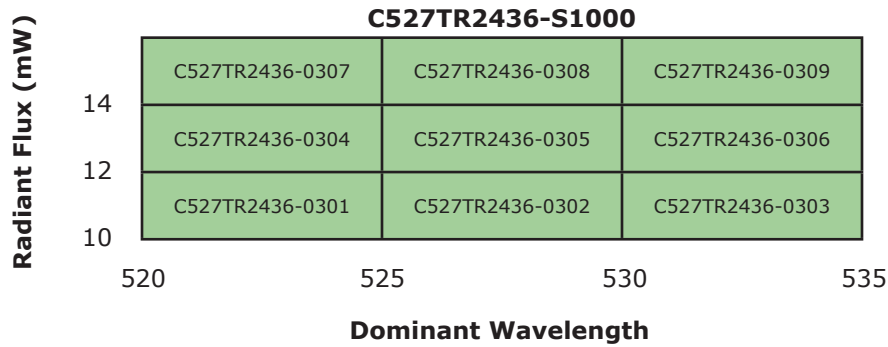 C527TR2436-S1000
Radiant Flux (mW)
C527TR2436-0307 C527TR2436-0308 C527TR2436-0309
14
C527TR2436-0304 C527TR2436-0305 C527TR2436-0306
12
C527TR2436-0301 C527TR2436-0302 C527TR2436-0303
10
520 525 530 535
Dominant Wavelength